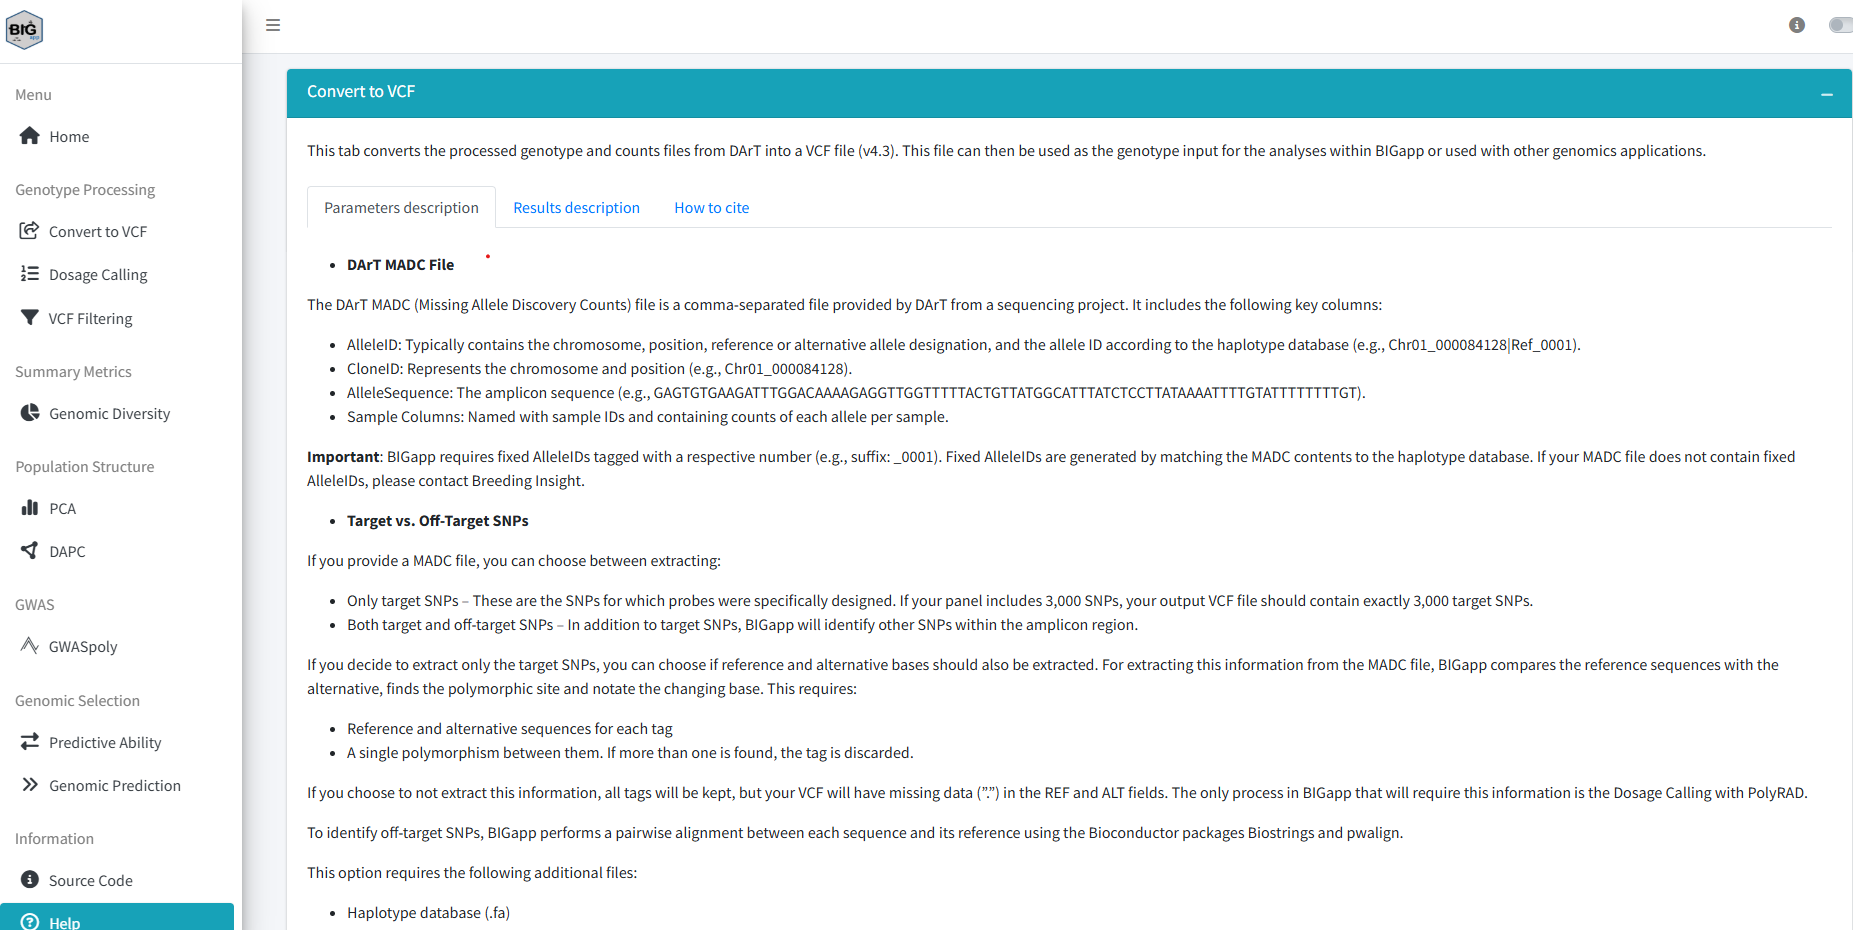 BIG
app
Menu
Home
Genotype Processing
Convert to VCF
Dosage Calling
VCF Filtering
Summary Metrics
Genomic Diversity
Population Structure
PCA
DAPC
GWAS
GWASpoly
Genomic Selection
Predictive Ability
Genomic Prediction
Information
Source Code
Help
Convert to VCF
This tab converts the processed genotype and counts files from DArT into a VCF file (v4.3). This file can then be used as the genotype input for the analyses within BIGapp or used with other genomics applications.
Parameters description
Results description
How to cite
• DArT MADC File
The DArT MADC (Missing Allele Discovery Counts) file is a comma-separated file provided by DArT from a sequencing project. It includes the following key columns:
• AlleleID: Typically contains the chromosome, position, reference or alternative allele designation, and the allele ID according to the haplotype database (e.g., Chr01_000084128|Ref_0001).
• CloneID: Represents the chromosome and position (e.g., Chr01_000084128).
• AlleleSequence: The amplicon sequence (e.g., GAGTGTGAAGATTTGGACAAAAGAGGTTGGTTTTTACTGTTATGGCATTTATCTCCTTATAAAATTTTGTATTTTTTTTGT).
• Sample Columns: Named with sample IDs and containing counts of each allele per sample.
Important: BIGapp requires fixed AlleleIDs tagged with a respective number (e.g., suffix: _0001). Fixed AlleleIDs are generated by matching the MADC contents to the haplotype database. If your MADC file does not contain fixed
AlleleIDs, please contact Breeding Insight.
• Target vs. Off-Target SNPs
If you provide a MADC file, you can choose between extracting:
• Only target SNPs – These are the SNPs for which probes were specifically designed. If your panel includes 3,000 SNPs, your output VCF file should contain exactly 3,000 target SNPs.
• Both target and off-target SNPs – In addition to target SNPs, BIGapp will identify other SNPs within the amplicon region.
If you decide to extract only the target SNPs, you can choose if reference and alternative bases should also be extracted. For extracting this information from the MADC file, BIGapp compares the reference sequences with the
alternative, finds the polymorphic site and notate the changing base. This requires:
• Reference and alternative sequences for each tag
• A single polymorphism between them. If more than one is found, the tag is discarded.
If you choose to not extract this information, all tags will be kept, but your VCF will have missing data (”.”) in the REF and ALT fields. The only process in BIGapp that will require this information is the Dosage Calling with PolyRAD.
To identify off-target SNPs, BIGapp performs a pairwise alignment between each sequence and its reference using the Bioconductor packages Biostrings and pwalign.
This option requires the following additional files:
• Haplotype database (.fa)